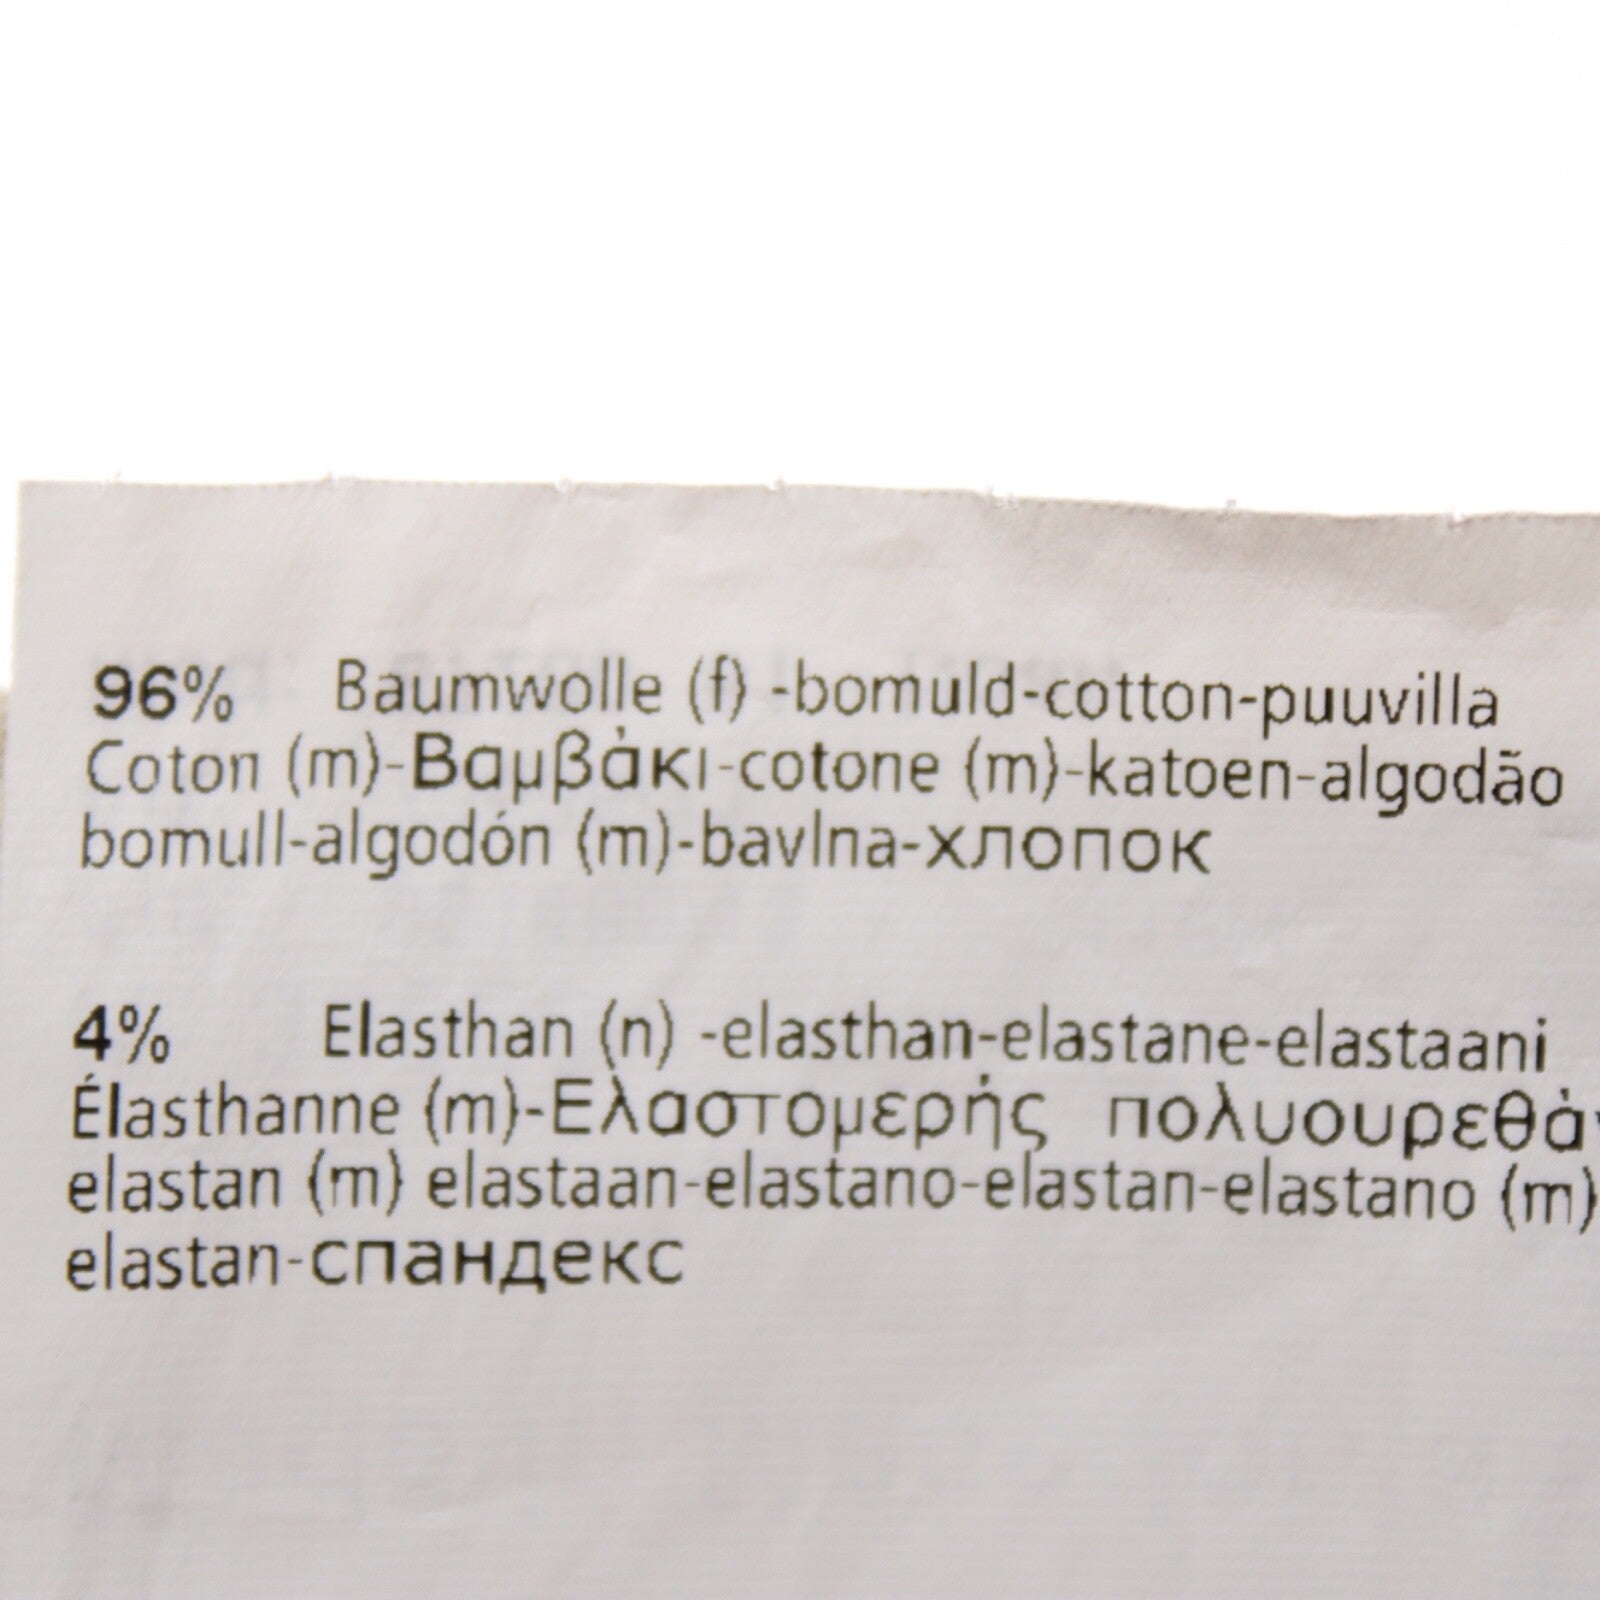 96% Baumwolle (f) -bomuld-cotton-puuvilla
Coton (m)-Βαμβάκι-cotone (m)-katoen-algodão
bomull-algodón (m)-bavlna-хлопок
4% Elasthan (n) -elasthan-elastane-elastaani
Élasthanne (m)-Ελαστομερής πολυουρεθάν
elastan (m) elastaan-elastano-elastan-elastano (m)
elastan-спандекс